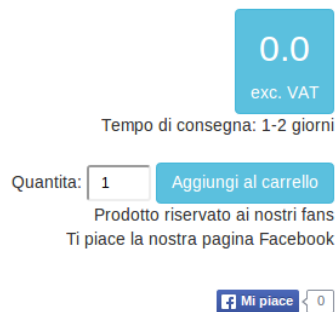 0.0
exc. VAT
Tempo di consegna: 1-2 giorni
Quantita: 1 Aggiungi al carrello
Prodotto riservato ai nostri fans
Ti piace la nostra pagina Facebook
Mi piace 0